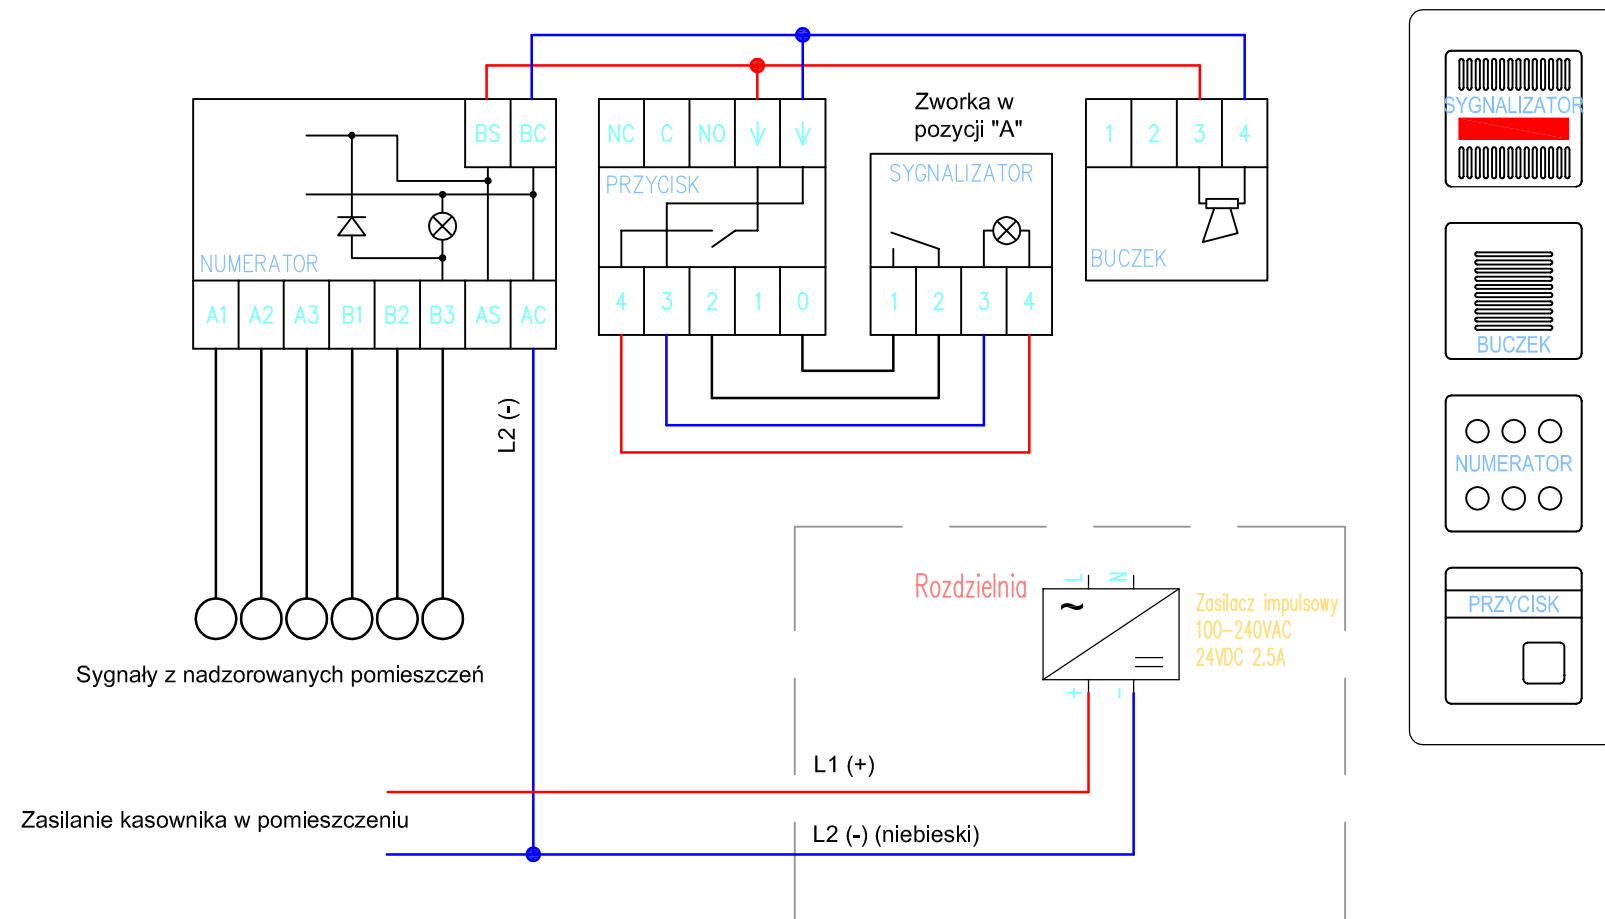 BS BC
NUMERATOR
A1 A2 A3 B1 B2 B3 AS AC
NC C NO
PRZYCISK
4 3 2 1 0
Zworka w
pozycji "A"
SYGNALIZATOR
1 2 3 4
1 2 3 4
BUCZEK
SYGNALIZATOR
BUCZEK
NUMERATOR
PRZYCISK
L2 (-)
Sygnały z nadzorowanych pomieszczeń
Rozdzielnia
L N
~
Zasilacz impulsowy
100-240VAC
24VDC 2.5A
+ -
L1 (+)
Zasilanie kasownika w pomieszczeniu
L2 (-) (niebieski)